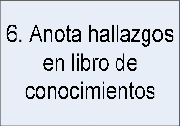 6. Anota hallazgos
en libro de
conocimientos